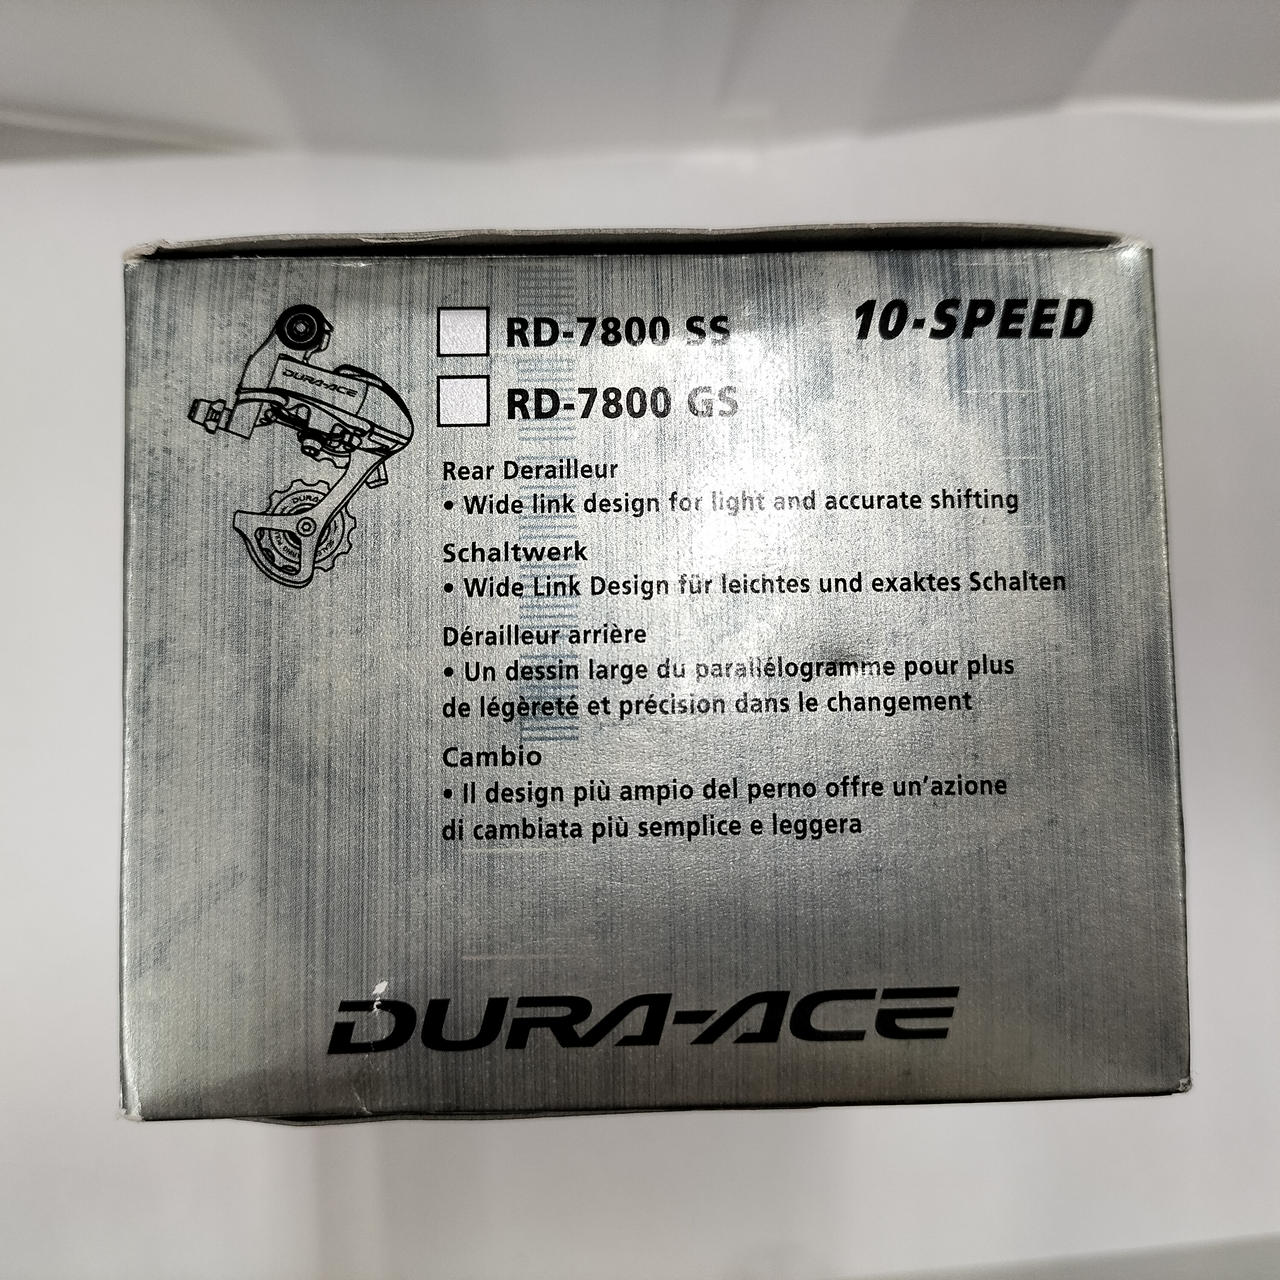 RD-7800 SS
10-SPEED
RD-7800 GS
DURA-ACE
DURA
Rear Derailleur
• Wide link design for light and accurate shifting
Schaltwerk
• Wide Link Design für leichtes und exaktes Schalten
Dérailleur arrière
• Un dessin large du parallélogramme pour plus
de légèreté et précision dans le changement
Cambio
• Il design più ampio del perno offre un'azione
di cambiata più semplice e leggera
DURA-ACE